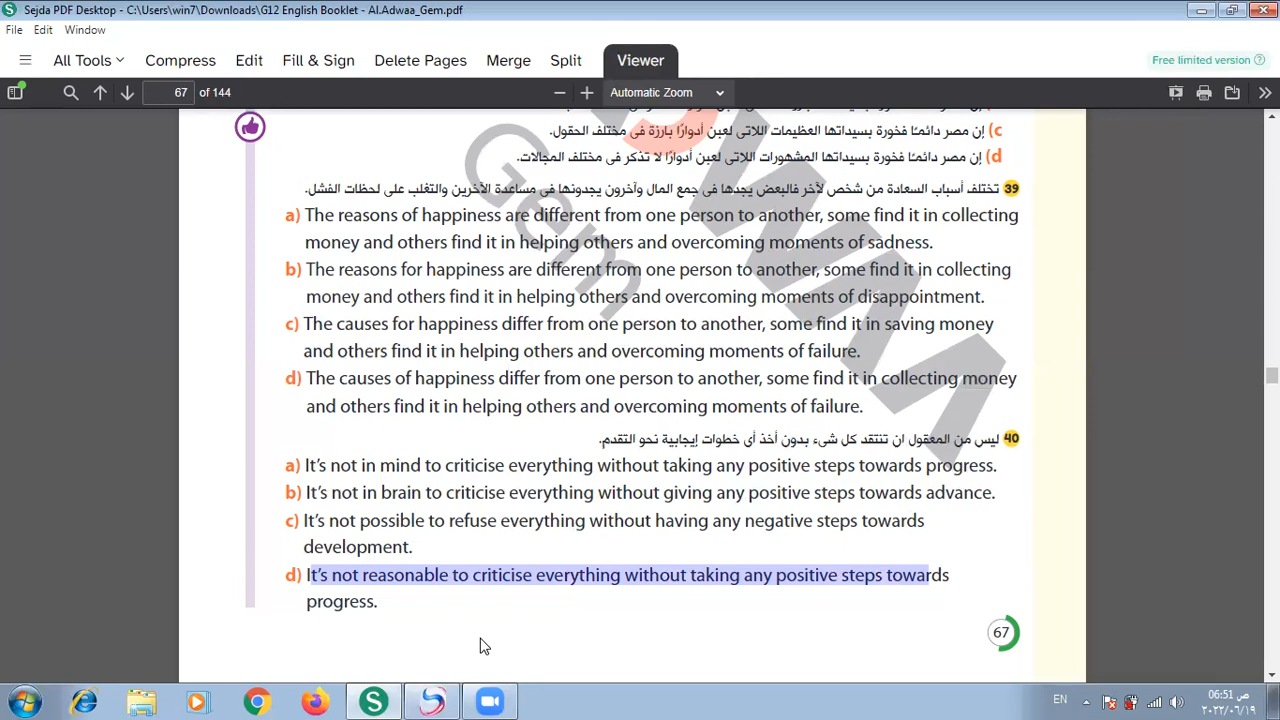 Sejda PDF Desktop - C:\Users\win7\Downloads\G12 English Booklet - Al.Adwaa_Gem.pdf
File Edit Window
All Tools Compress Edit Fill & Sign Delete Pages Merge Split Viewer Free limited version
67 of 144 Automatic Zoom
c) إن مصر دائمًا فخورة بسيداتها العظيمات اللاتى لعبن أدوارًا بارزة فى مختلف الحقول.
d) إن مصر دائمًا فخورة بسيداتها المشهورات اللاتى لعبن أدوارًا لا تذكر فى مختلف المجالات.
39 تختلف أسباب السعادة من شخص لآخر فالبعض يجدها فى جمع المال وآخرون يجدونها فى مساعدة الآخرين والتغلب على لحظات الفشل.
a) The reasons of happiness are different from one person to another, some find it in collecting
money and others find it in helping others and overcoming moments of sadness.
b) The reasons for happiness are different from one person to another, some find it in collecting
money and others find it in helping others and overcoming moments of disappointment.
c) The causes for happiness differ from one person to another, some find it in saving money
and others find it in helping others and overcoming moments of failure.
d) The causes of happiness differ from one person to another, some find it in collecting money
and others find it in helping others and overcoming moments of failure.
40 ليس من المعقول ان تنتقد كل شىء بدون أخذ أى خطوات إيجابية نحو التقدم.
a) It's not in mind to criticise everything without taking any positive steps towards progress.
b) It's not in brain to criticise everything without giving any positive steps towards advance.
c) It's not possible to refuse everything without having any negative steps towards
development.
d) It's not reasonable to criticise everything without taking any positive steps towards
progress.
Gem
67
EN
06:51 ص
٢٠٢٢/٠٦/١٩